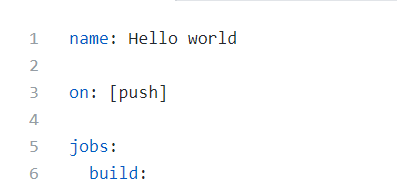 1 name: Hello world
2
3 on: [push]
4
5 jobs:
6   build: